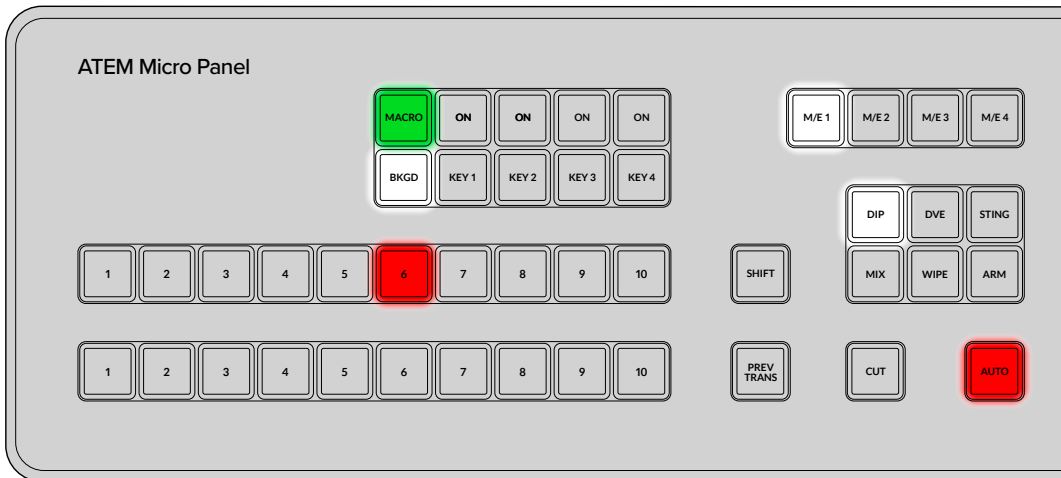 ATEM Micro Panel
MACRO ON ON ON ON
M/E 1 M/E 2 M/E 3 M/E 4
BKGD KEY 1 KEY 2 KEY 3 KEY 4
DIP DVE STING
1 2 3 4 5 6 7 8 9 10
SHIFT
MIX WIPE ARM
1 2 3 4 5 6 7 8 9 10
PREV
TRANS
CUT
AUTO